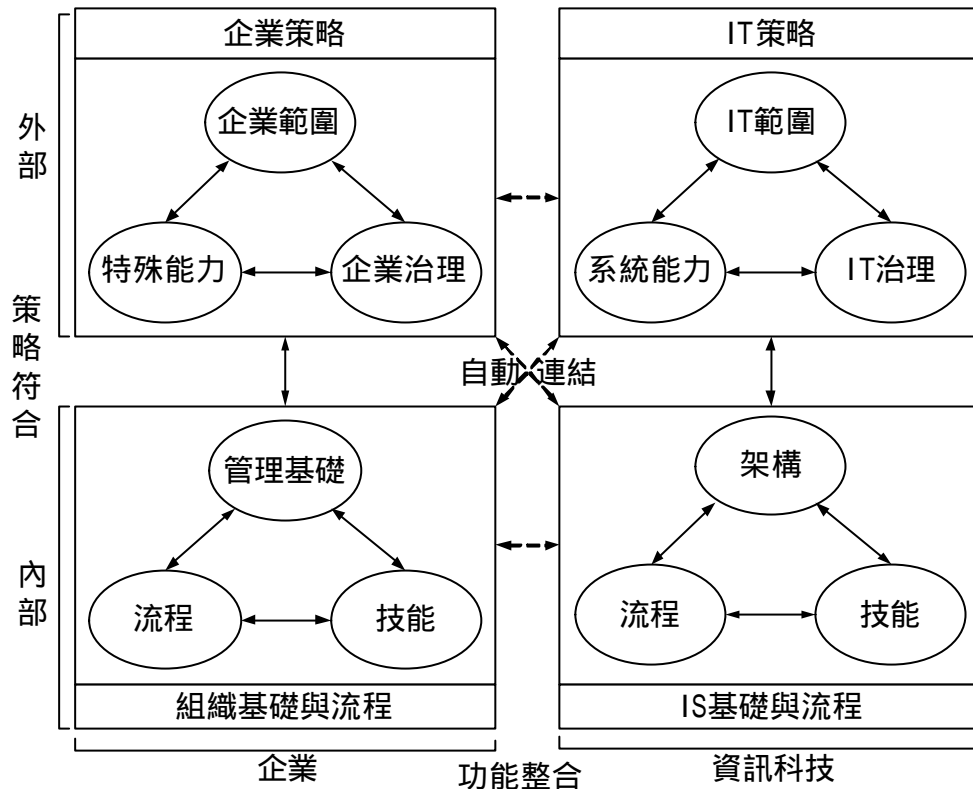 企業策略
IT策略
外部
企業範圍
IT範圍
特殊能力
企業治理
系統能力
IT治理
策略符合
自動連結
管理基礎
架構
內部
流程
技能
流程
技能
組織基礎與流程
IS基礎與流程
企業
功能整合
資訊科技